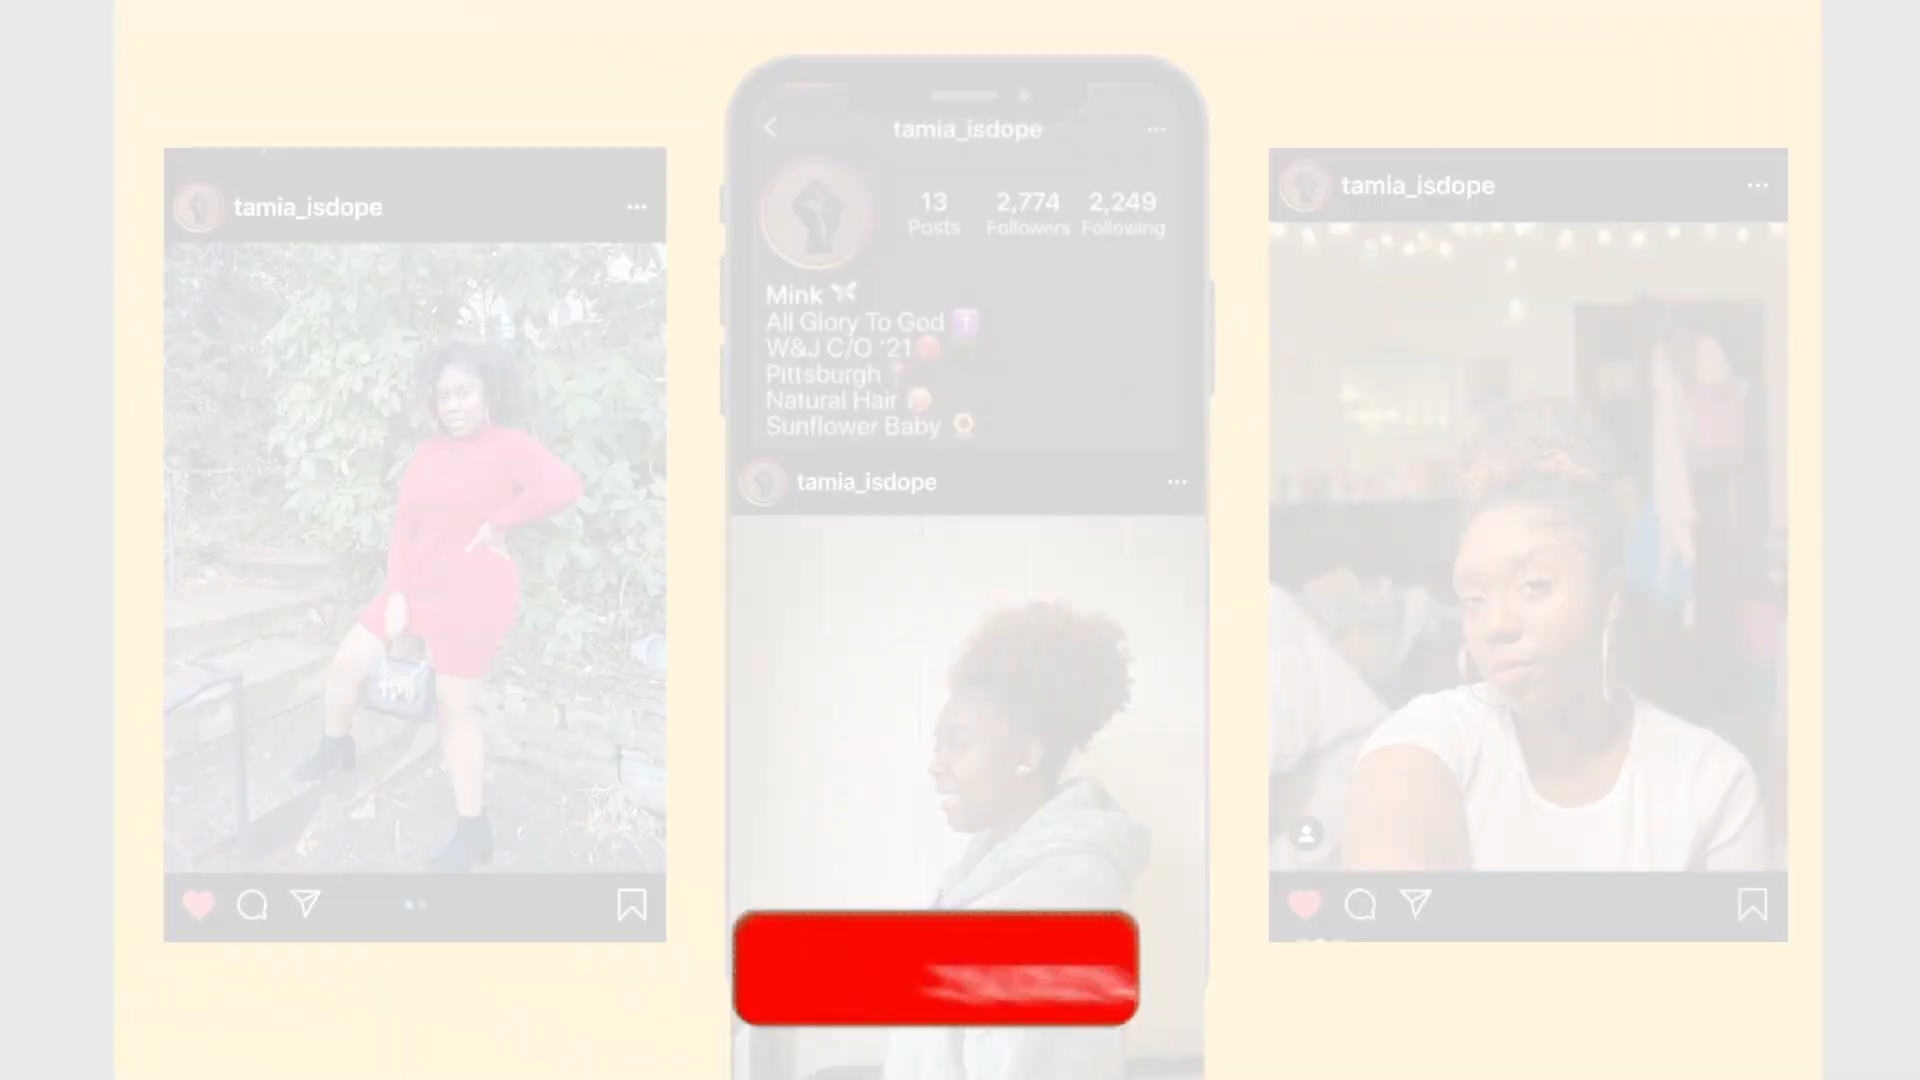 tamia_isdope
tamia_isdope
13 2,774 2,249
Posts Followers Following
Mink
All Glory To God
W&J C/O '21
Pittsburgh
Natural Hair
Sunflower Baby
tamia_isdope
tamia_isdope